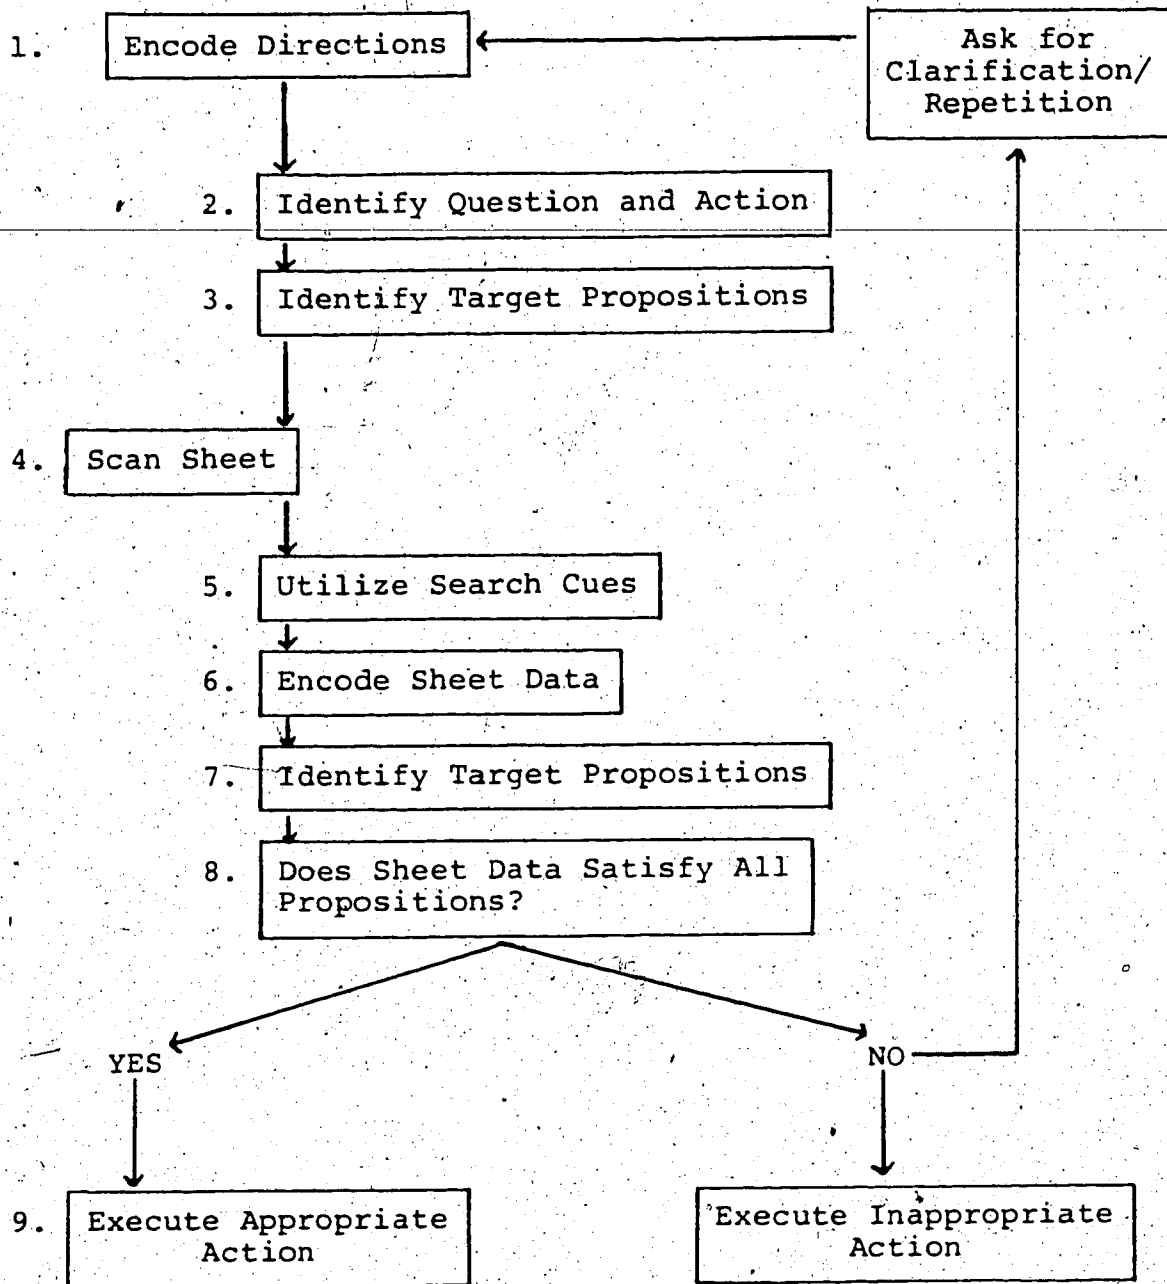 1. Encode Directions
Ask for
Clarification/
Repetition
2. Identify Question and Action
3. Identify Target Propositions
4. Scan Sheet
5. Utilize Search Cues
6. Encode Sheet Data
7. Identify Target Propositions
8. Does Sheet Data Satisfy All
Propositions?
YES
NO
9. Execute Appropriate
Action
Execute Inappropriate
Action